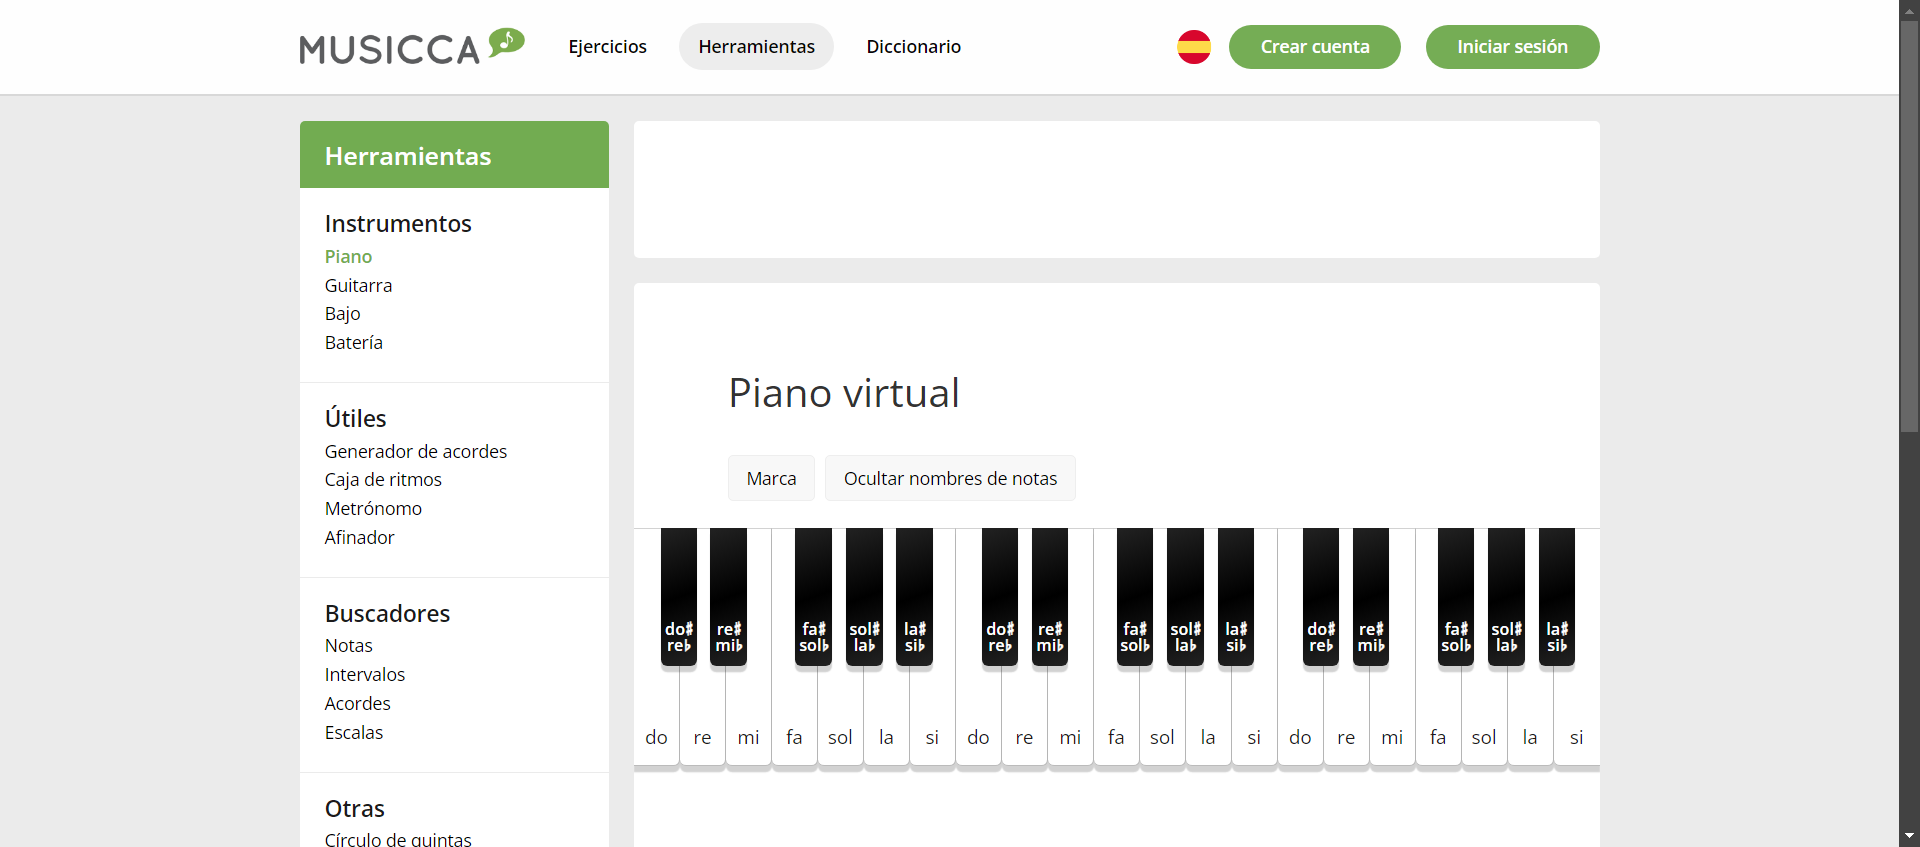 MUSICCA
Ejercicios
Herramientas
Diccionario
Crear cuenta
Iniciar sesión
Herramientas
Instrumentos
Piano
Guitarra
Bajo
Batería
Útiles
Generador de acordes
Caja de ritmos
Metrónomo
Afinador
Buscadores
Notas
Intervalos
Acordes
Escalas
Otras
Círculo de quintas
Piano virtual
Marca
Ocultar nombres de notas
do♯ re♯ fa♯ sol♯ la♯ do♯ re♯ fa♯ sol♯ la♯ do♯ re♯ fa♯ sol♯ la♯
re♭ mi♭ sol♭ la♭ si♭ re♭ mi♭ sol♭ la♭ si♭ re♭ mi♭ sol♭ la♭ si♭
do re mi fa sol la si do re mi fa sol la si do re mi fa sol la si